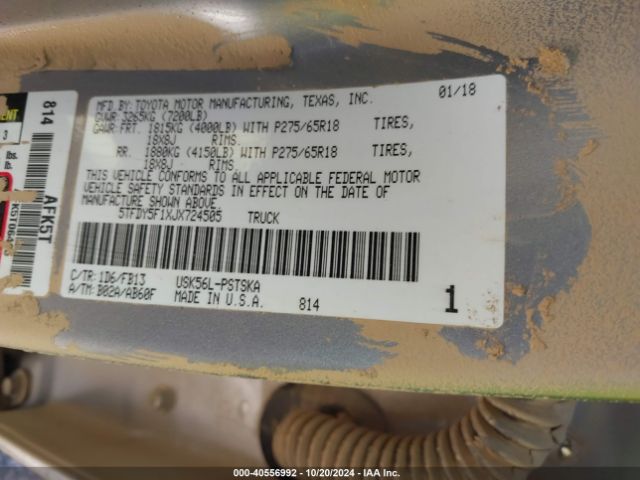 MFD.BY:TOYOTA MOTOR MANUFACTURING, TEXAS, INC. 01/18
GVWR 3265KG (7200LB)
GAWR FRT. 1815KG (4000LB) WITH P275/65R18 TIRES,
18X8J RIMS.
RR. 1880KG (4150LB) WITH P275/65R18 TIRES,
18X8J RIMS.
THIS VEHICLE CONFORMS TO ALL APPLICABLE FEDERAL MOTOR
VEHICLE SAFETY STANDARDS IN EFFECT ON THE DATE OF
MANUFACTURE SHOWN ABOVE.
5TFDY5F1XJX724505 TRUCK
C/TR: 1D6/FB13 USK56L-PSTSKA
A/TM: B02A/AB60F MADE IN U.S.A. 814 1
814
AFK5T
3
lbs.
lb.
000-40556992 - 10/20/2024 - IAA Inc.